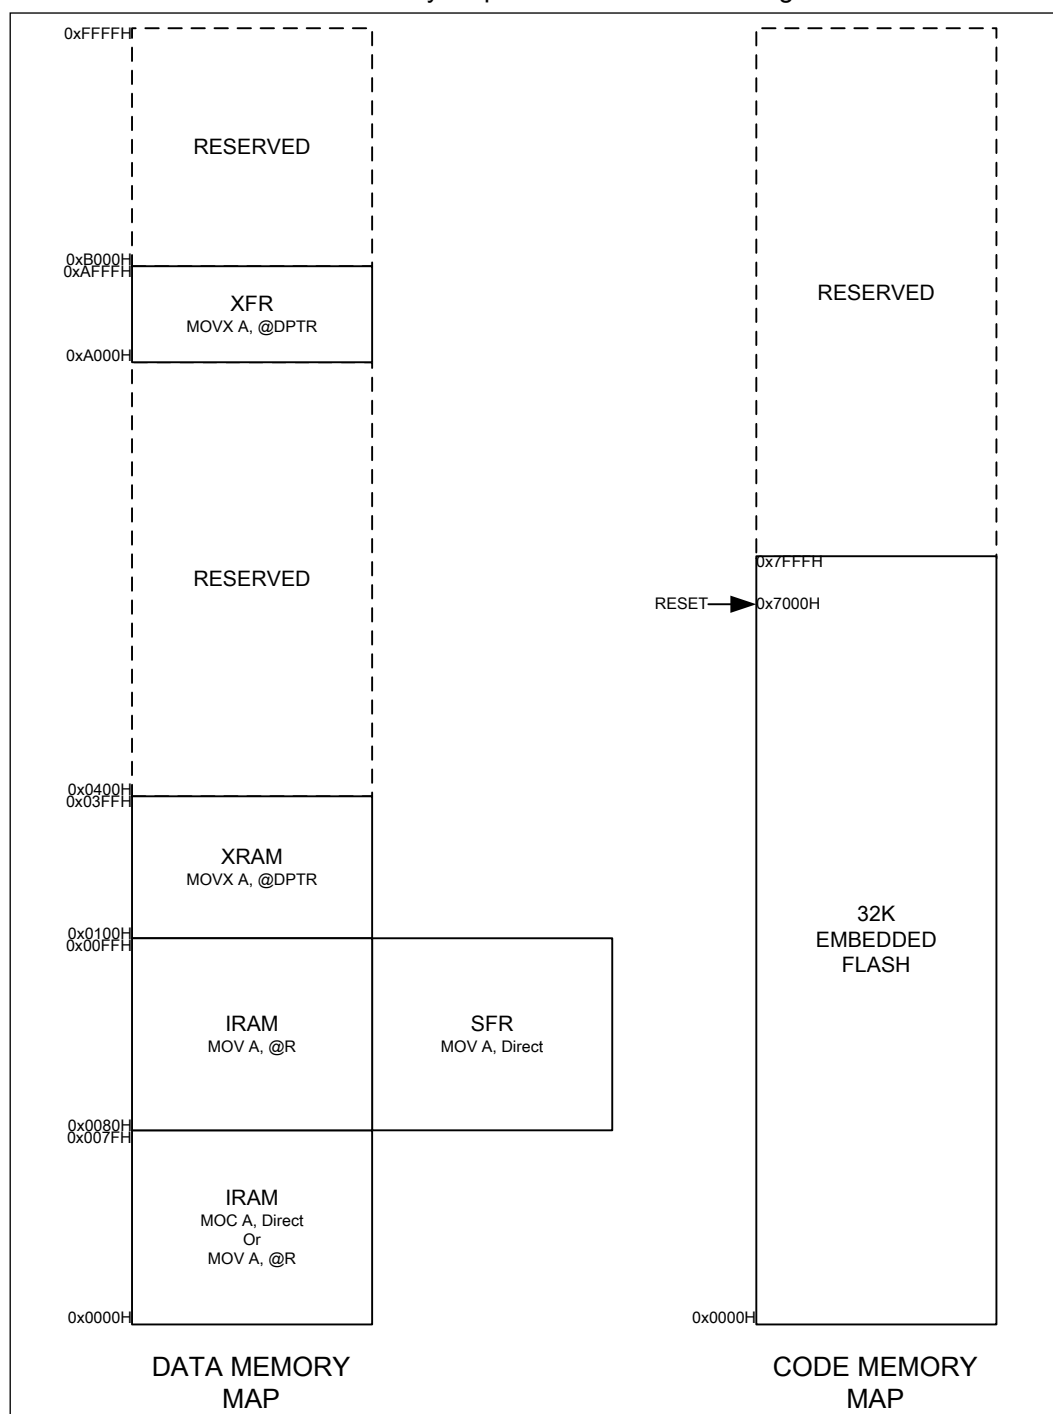 0xFFFFH
RESERVED
0xB000H
0xAFFFH
XFR
MOVX A, @DPTR
0xA000H
RESERVED
0x0400H
0x03FFH
XRAM
MOVX A, @DPTR
0x0100H
0x00FFH
IRAM
MOV A, @R
SFR
MOV A, Direct
0x0080H
0x007FH
IRAM
MOC A, Direct
Or
MOV A, @R
0x0000H
DATA MEMORY
MAP
RESERVED
0x7FFFH
RESET
0x7000H
32K
EMBEDDED
FLASH
0x0000H
CODE MEMORY
MAP